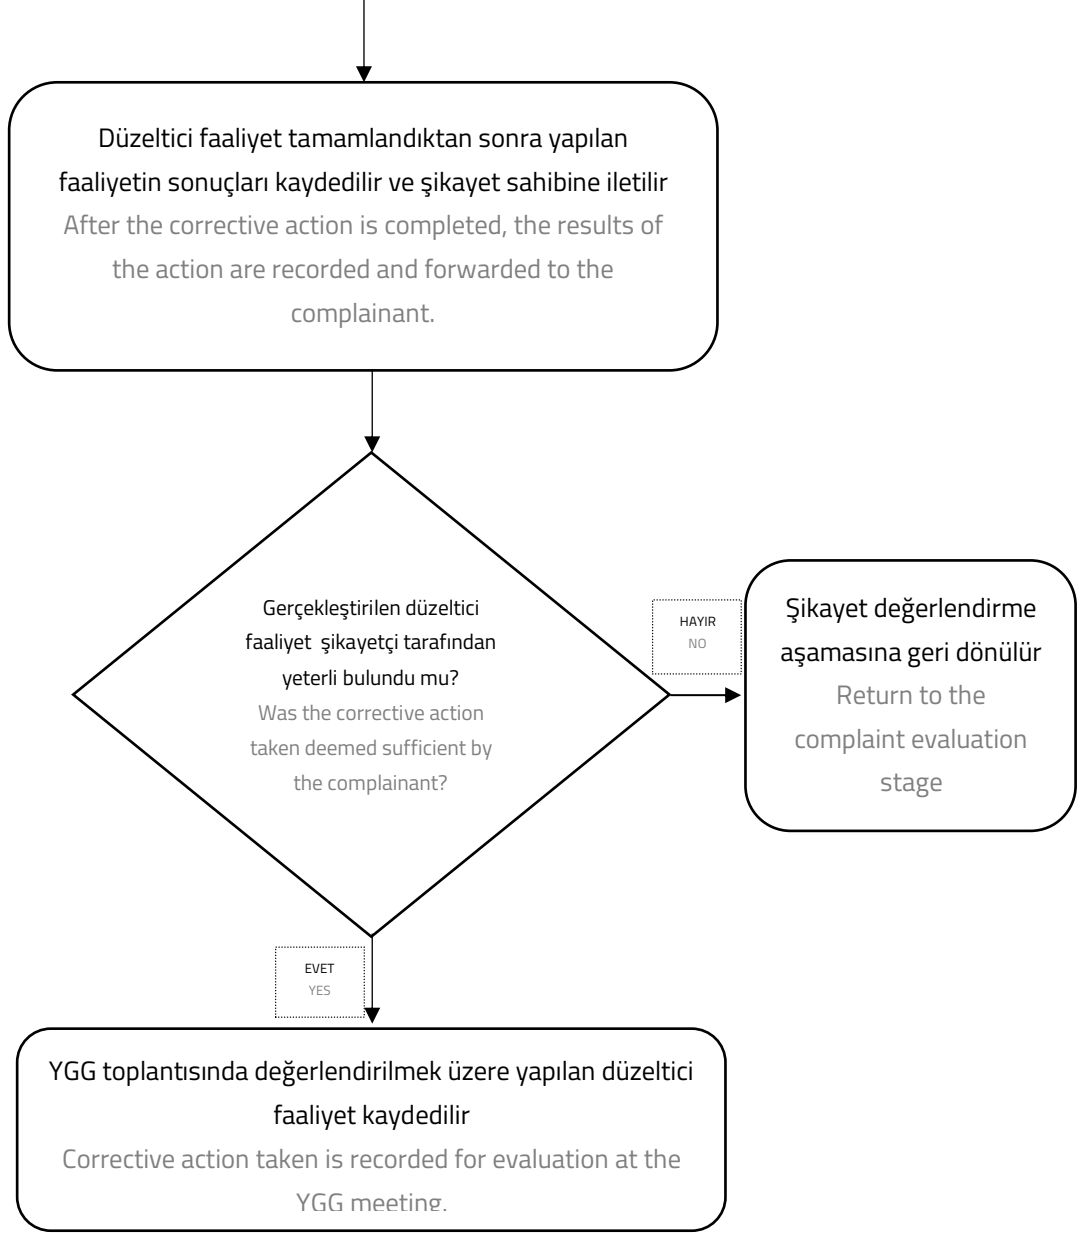 Düzeltici faaliyet tamamlandıktan sonra yapılan
faaliyetin sonuçları kaydedilir ve şikayet sahibine iletilir
After the corrective action is completed, the results of
the action are recorded and forwarded to the
complainant.
Gerçekleştirilen düzeltici
faaliyet  şikayetçi tarafından
yeterli bulundu mu?
Was the corrective action
taken deemed sufficient by
the complainant?
HAYIR
NO
Şikayet değerlendirme
aşamasına geri dönülür
Return to the
complaint evaluation
stage
EVET
YES
YGG toplantısında değerlendirilmek üzere yapılan düzeltici
faaliyet kaydedilir
Corrective action taken is recorded for evaluation at the
YGG meeting.